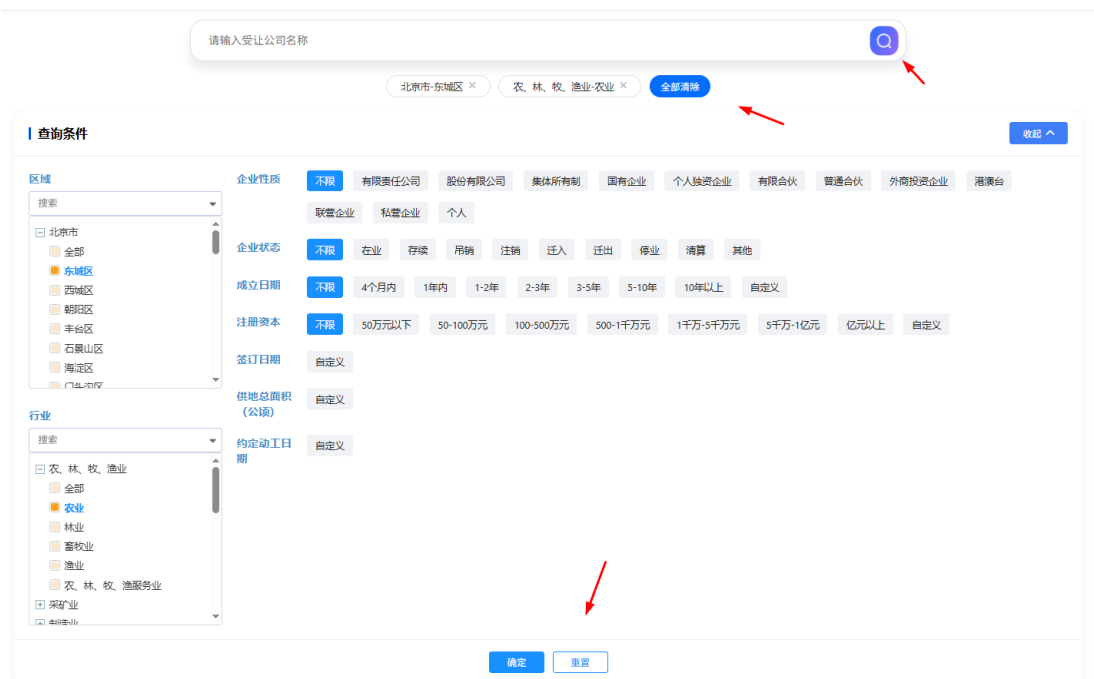 请输入受让公司名称
北京市-东城区 × 农、林、牧、渔业-农业 × 全部清除
查询条件 收起
区域
搜索
北京市
全部
东城区
西城区
朝阳区
丰台区
石景山区
海淀区
门头沟区
行业
搜索
农、林、牧、渔业
全部
农业
林业
畜牧业
渔业
农、林、牧、渔服务业
采矿业
制造业
企业性质 不限 有限责任公司 股份有限公司 集体所有制 国有企业 个人独资企业 有限合伙 普通合伙 外商投资企业 港澳台
联营企业 私营企业 个人
企业状态 不限 在业 存续 吊销 注销 迁入 迁出 停业 清算 其他
成立日期 不限 4个月内 1年内 1-2年 2-3年 3-5年 5-10年 10年以上 自定义
注册资本 不限 50万元以下 50-100万元 100-500万元 500-1千万元 1千万-5千万元 5千万-1亿元 亿元以上 自定义
签订日期 自定义
供地总面积
（公顷） 自定义
约定动工日
期 自定义
确定 重置